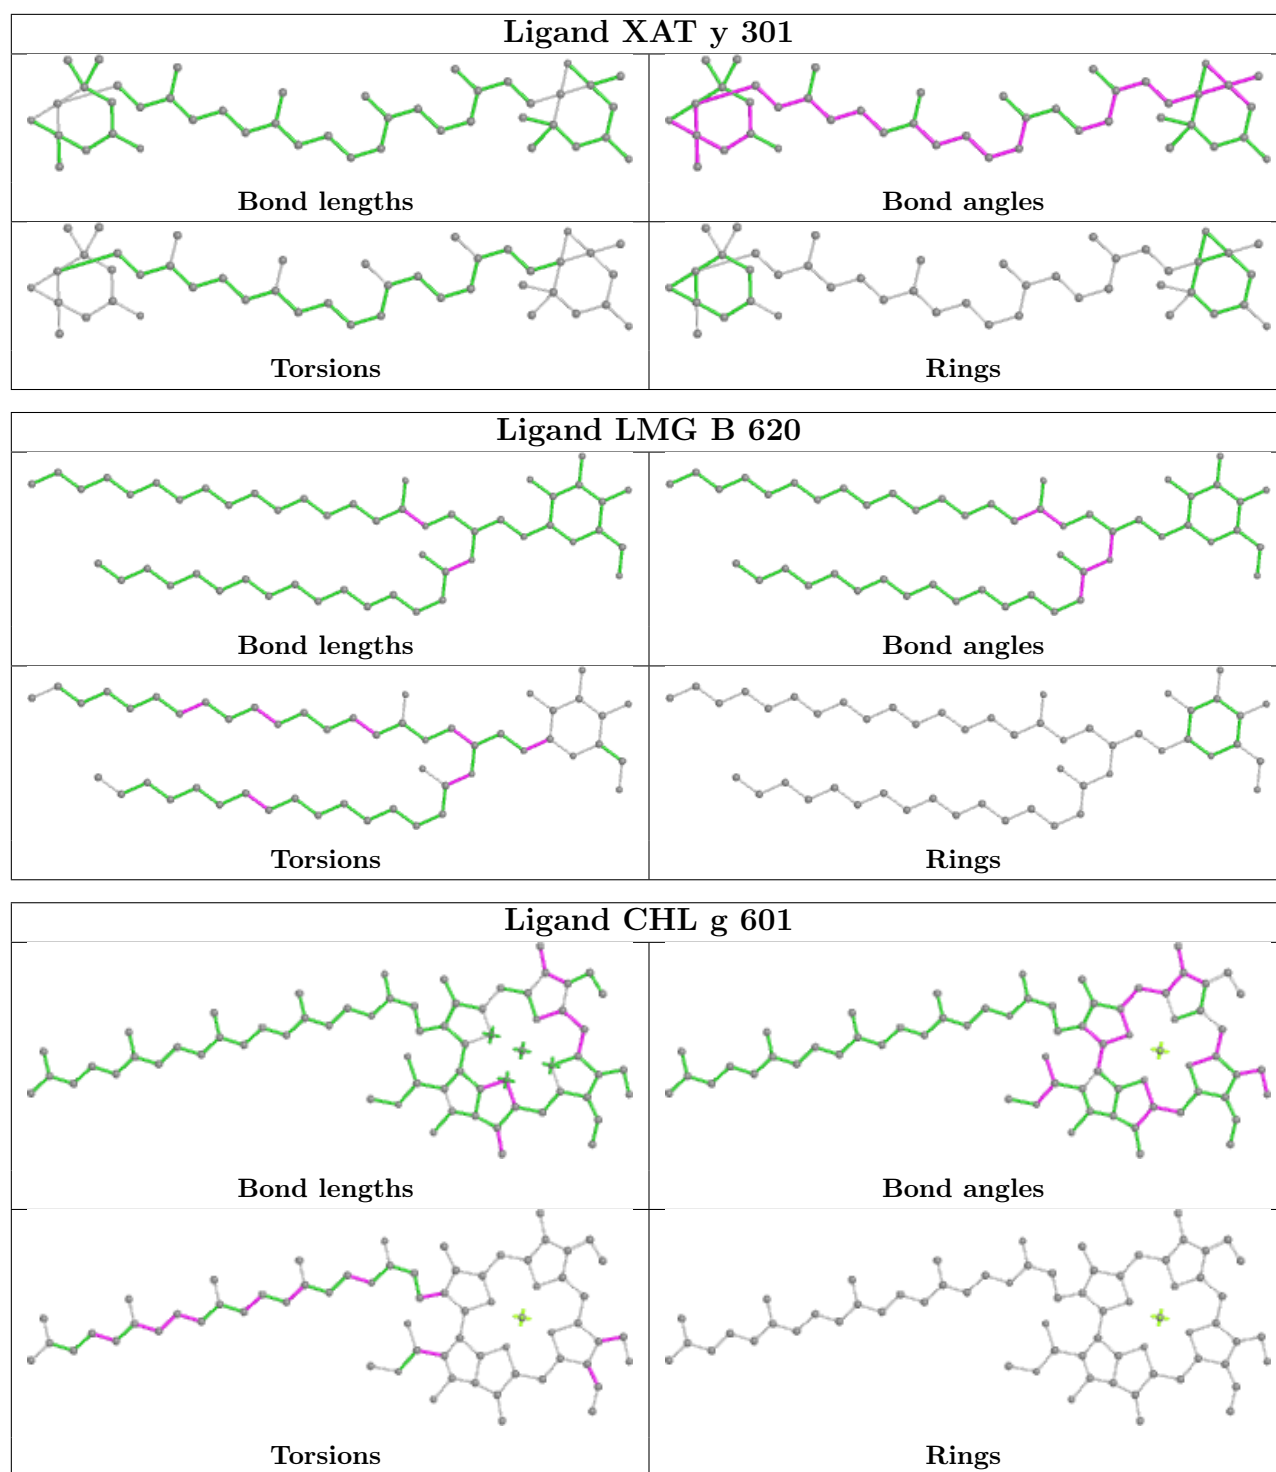 Ligand XAT y 301
Bond lengths
Bond angles
Torsions
Rings
Ligand LMG B 620
Bond lengths
Bond angles
Torsions
Rings
Ligand CHL g 601
Bond lengths
Bond angles
Torsions
Rings